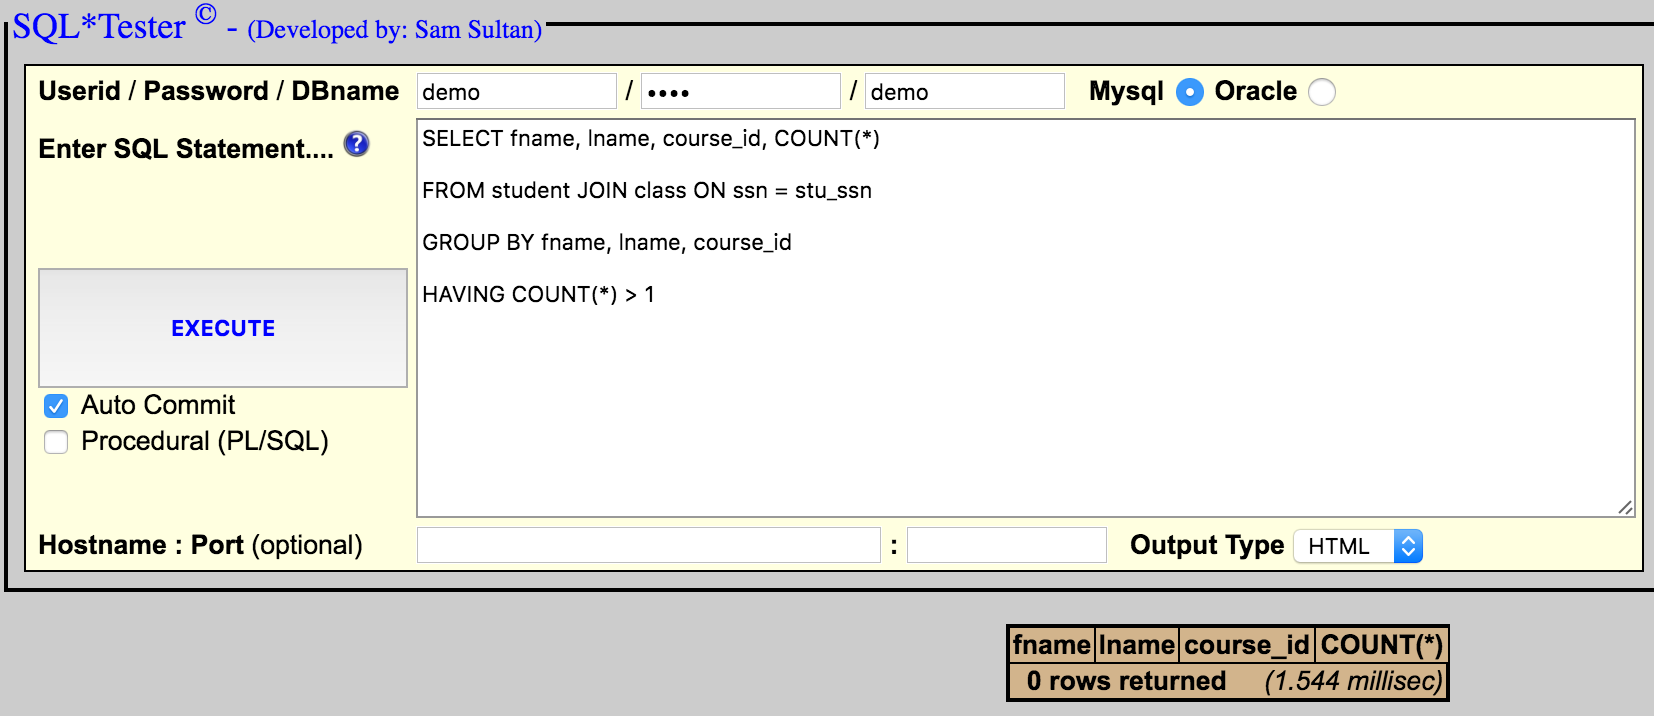 SQL*Tester © - (Developed by: Sam Sultan)
Userid / Password / DBname demo / •••• / demo Mysql Oracle
Enter SQL Statement.... ?
SELECT fname, lname, course_id, COUNT(*)
FROM student JOIN class ON ssn = stu_ssn
GROUP BY fname, lname, course_id
HAVING COUNT(*) > 1
EXECUTE
Auto Commit
Procedural (PL/SQL)
Hostname : Port (optional) : Output Type HTML
fname lname course_id COUNT(*)
0 rows returned (1.544 millisec)